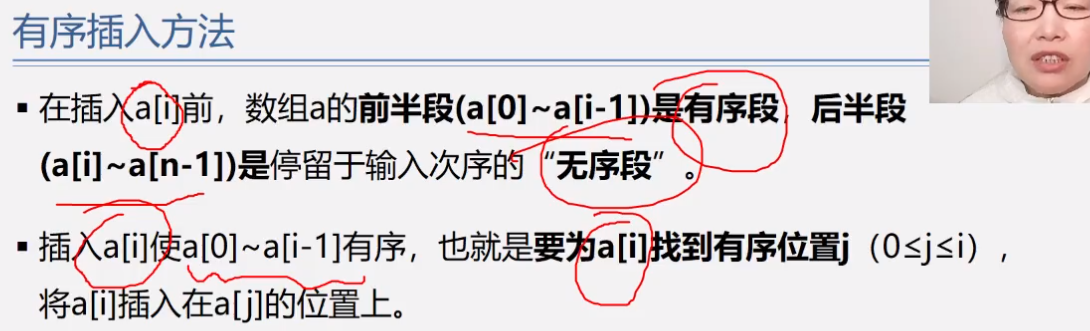 有序插入方法
▪ 在插入a[i]前，数组a的前半段(a[0]~a[i-1])是有序段，后半段
(a[i]~a[n-1])是停留于输入次序的“无序段”。
▪ 插入a[i]使a[0]~a[i-1]有序，也就是要为a[i]找到有序位置j（0≤j≤i），
将a[i]插入在a[j]的位置上。